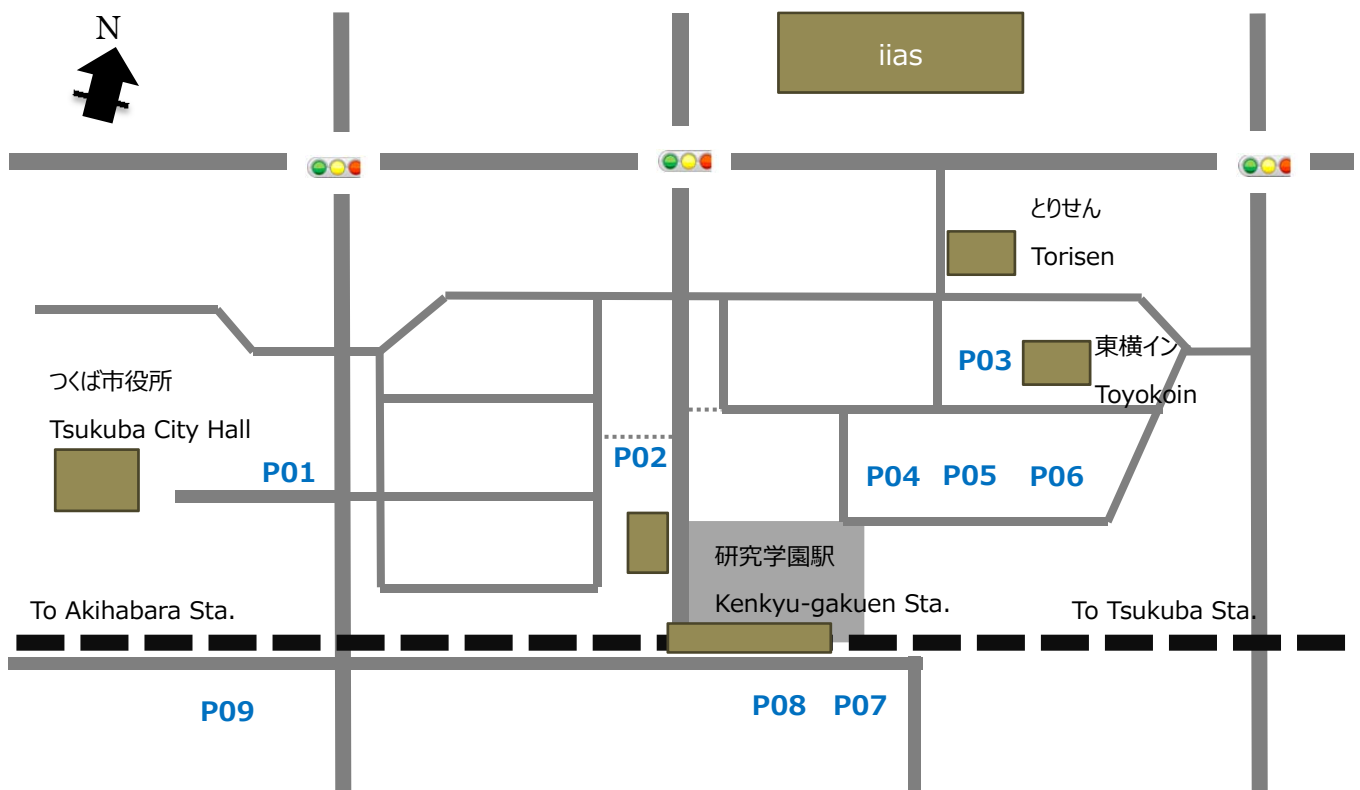 N
iias
とりせん
Torisen
P03
東横イン
Toyokoin
つくば市役所
Tsukuba City Hall
P01
P02
P04
P05
P06
研究学園駅
Kenkyu-gakuen Sta.
To Akihabara Sta.
To Tsukuba Sta.
P09
P08
P07